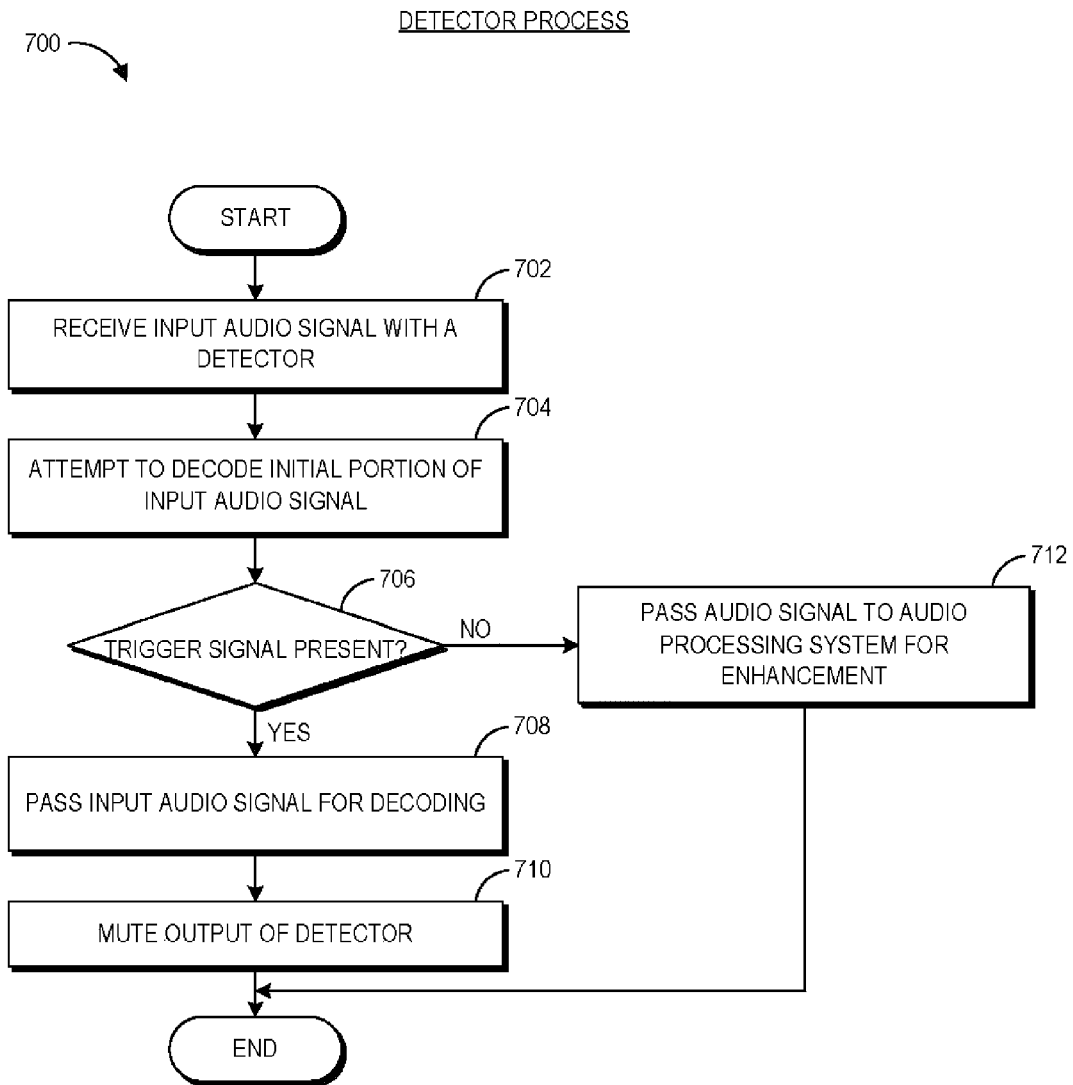 DETECTOR PROCESS
700
START
702
RECEIVE INPUT AUDIO SIGNAL WITH A
DETECTOR
704
ATTEMPT TO DECODE INITIAL PORTION OF
INPUT AUDIO SIGNAL
706
TRIGGER SIGNAL PRESENT?
NO
712
PASS AUDIO SIGNAL TO AUDIO
PROCESSING SYSTEM FOR
ENHANCEMENT
YES
708
PASS INPUT AUDIO SIGNAL FOR DECODING
710
MUTE OUTPUT OF DETECTOR
END